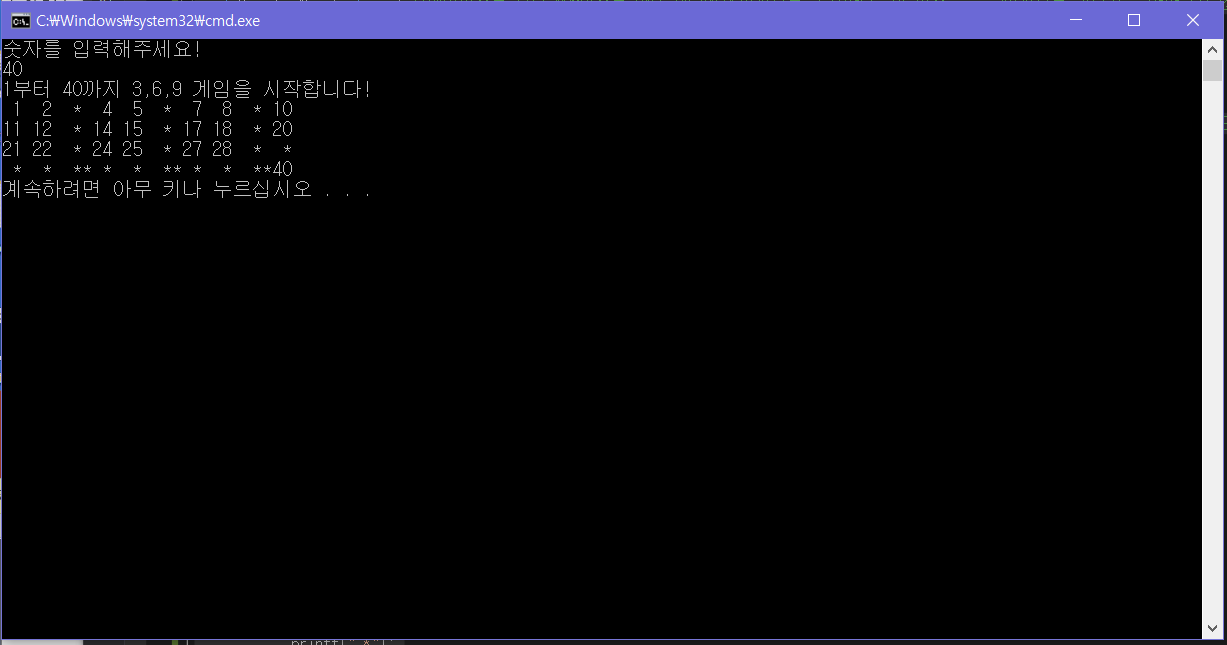 C:₩Windows₩system32₩cmd.exe
숫자를 입력해주세요!
40
1부터 40까지 3,6,9 게임을 시작합니다!
 1  2  *  4  5  *  7  8  * 10
11 12  * 14 15  * 17 18  * 20
21 22  * 24 25  * 27 28  *  *
 *  *  ** *  *  ** *  *  **40
계속하려면 아무 키나 누르십시오 . . .